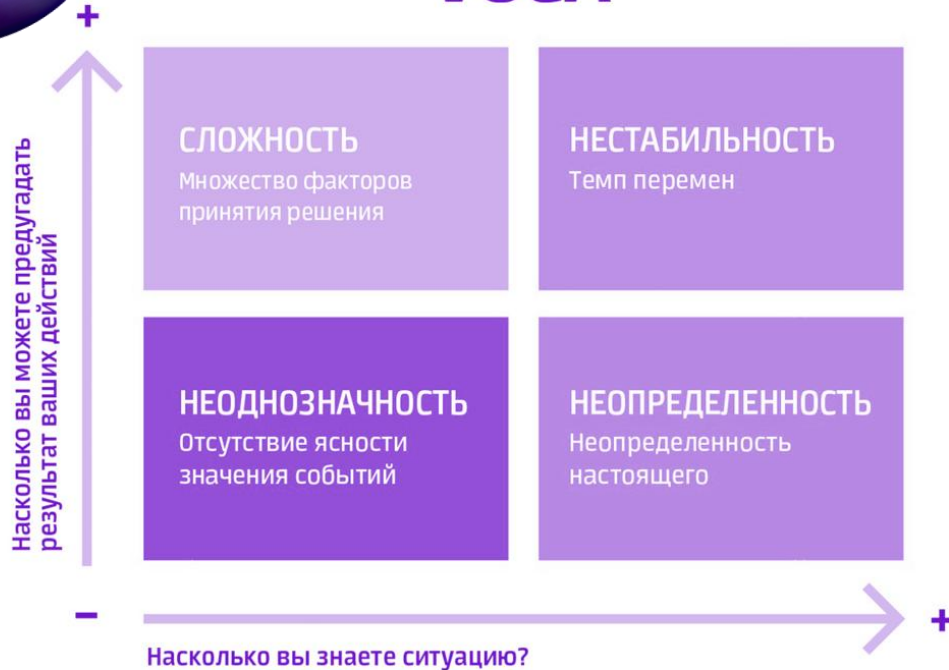 +
СЛОЖНОСТЬ
Множество факторов
принятия решения
НЕСТАБИЛЬНОСТЬ
Темп перемен
НЕОДНОЗНАЧНОСТЬ
Отсутствие ясности
значения событий
НЕОПРЕДЕЛЕННОСТЬ
Неопределенность
настоящего
Насколько вы можете предугадать
результат ваших действий
–
+
Насколько вы знаете ситуацию?